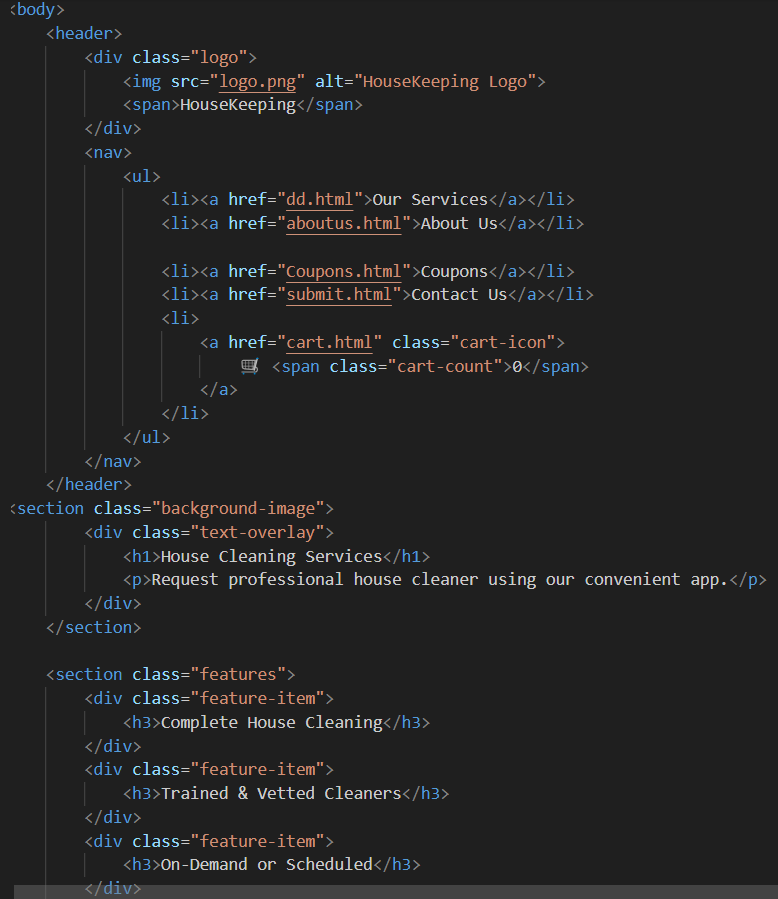 <body>
    <header>
        <div class="logo">
            <img src="logo.png" alt="HouseKeeping Logo">
            <span>HouseKeeping</span>
        </div>
        <nav>
            <ul>
                <li><a href="dd.html">Our Services</a></li>
                <li><a href="aboutus.html">About Us</a></li>

                <li><a href="Coupons.html">Coupons</a></li>
                <li><a href="submit.html">Contact Us</a></li>
                <li>
                    <a href="cart.html" class="cart-icon">
                        🛒 <span class="cart-count">0</span>
                    </a>
                </li>
            </ul>
        </nav>
    </header>
<section class="background-image">
        <div class="text-overlay">
            <h1>House Cleaning Services</h1>
            <p>Request professional house cleaner using our convenient app.</p>
        </div>
    </section>

    <section class="features">
        <div class="feature-item">
            <h3>Complete House Cleaning</h3>
        </div>
        <div class="feature-item">
            <h3>Trained & Vetted Cleaners</h3>
        </div>
        <div class="feature-item">
            <h3>On-Demand or Scheduled</h3>
        </div>